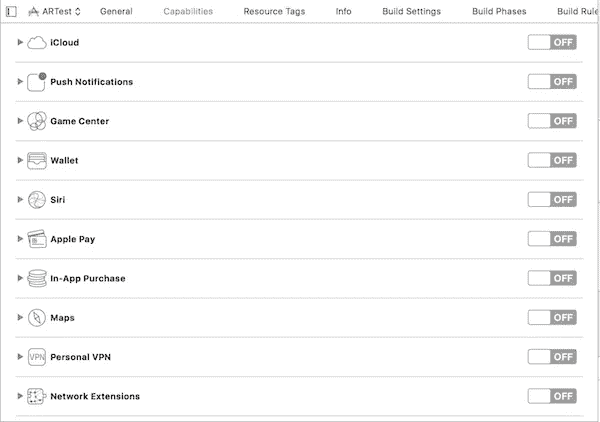 ARTest General Capabilities Resource Tags Info Build Settings Build Phases Build Rule
iCloud OFF
Push Notifications OFF
Game Center OFF
Wallet OFF
Siri OFF
Apple Pay OFF
In-App Purchase OFF
Maps OFF
VPN Personal VPN OFF
Network Extensions OFF